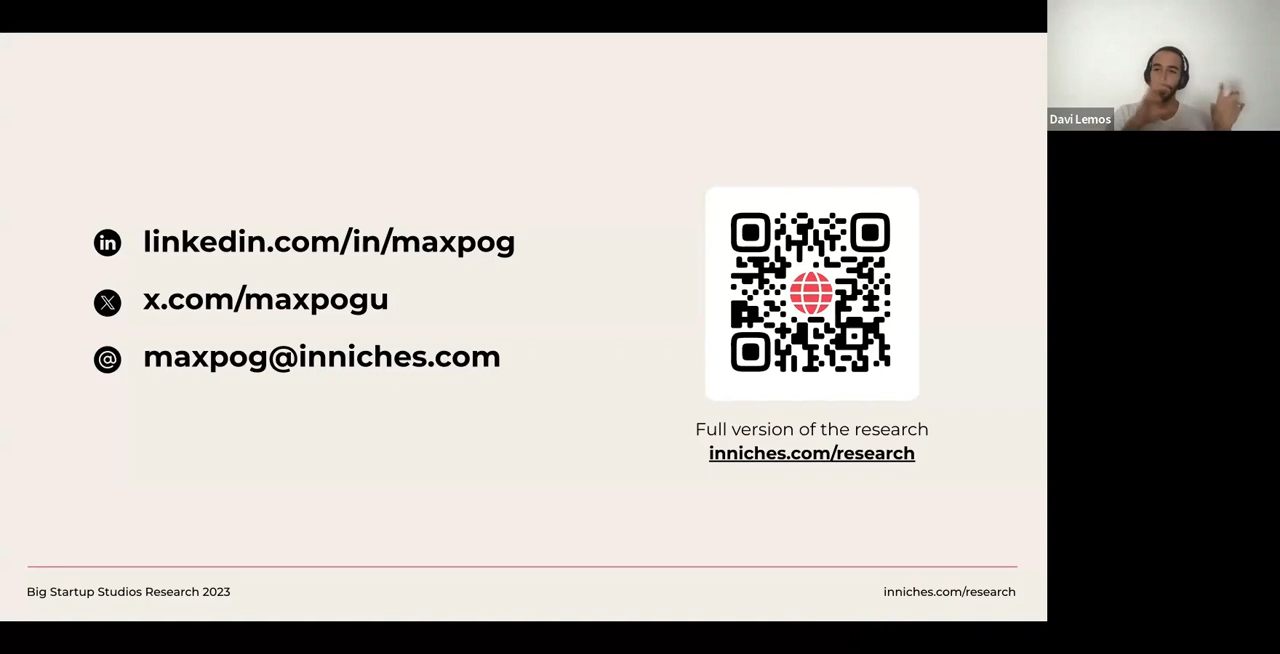 linkedin.com/in/maxpog
x.com/maxpogu
maxpog@inniches.com
Full version of the research
inniches.com/research
Big Startup Studios Research 2023
inniches.com/research
Davi Lemos